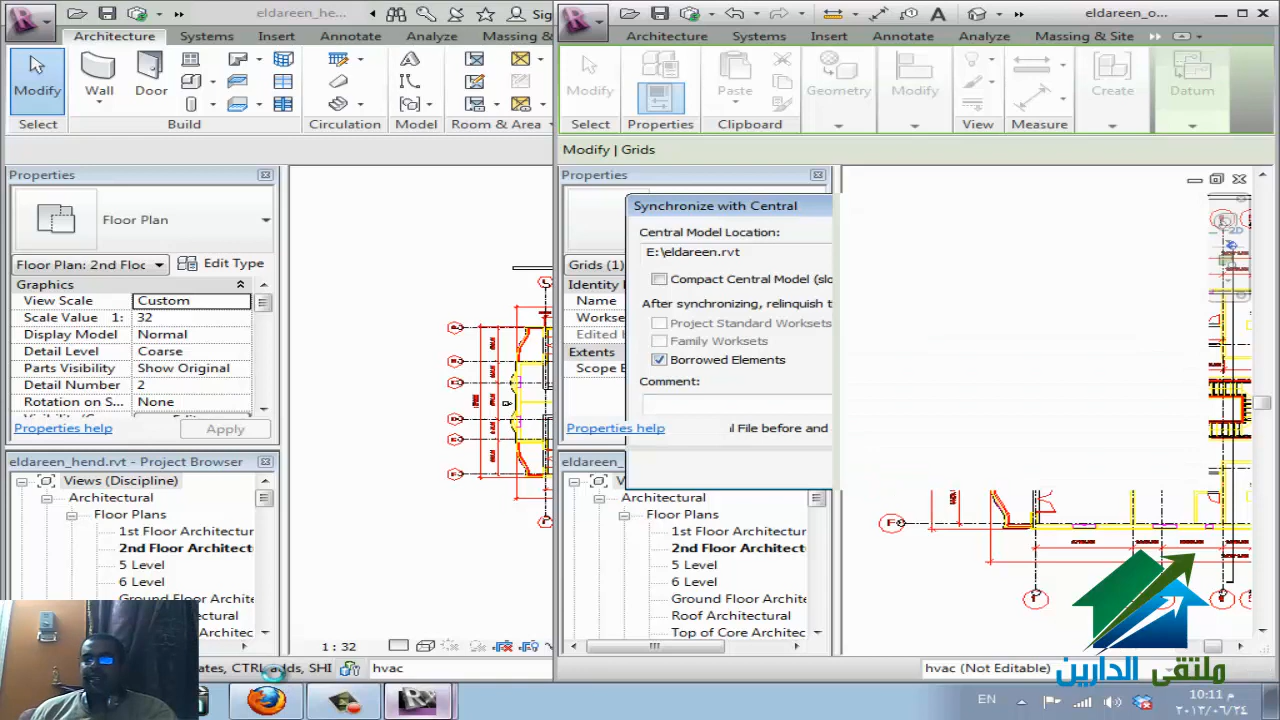 eldareen_he...
Sig
Architecture
Systems
Insert
Annotate
Analyze
Massing &
Modify
Wall
Door
Select
Build
Circulation
Model
Room & Area
Properties
Floor Plan
Floor Plan: 2nd Floc
Edit Type
Graphics
View Scale
Custom
Scale Value 1:
32
Display Model
Normal
Detail Level
Coarse
Parts Visibility
Show Original
Detail Number
2
Rotation on S...
None
Properties help
Apply
eldareen_hend.rvt - Project Browser
Views (Discipline)
Architectural
Floor Plans
1st Floor Architectur
2nd Floor Architect
5 Level
6 Level
Ground Floor Archite
Roof Architectural
1 : 32
ates, CTRL adds, SHI
hvac
eldareen_o...
Architecture
Systems
Insert
Annotate
Analyze
Massing & Site
Modify
Paste
Geometry
Modify
Create
Datum
Select
Properties
Clipboard
View
Measure
Modify | Grids
Properties
Grids (1)
Identity
Name
Workse
Edited
Extents
Scope E
Synchronize with Central
Central Model Location:
E:\eldareen.rvt
Compact Central Model (slo
After synchronizing, relinquish t
Project Standard Worksets
Family Worksets
Borrowed Elements
Comment:
l File before and
Properties help
eldareen_
Architectural
Floor Plans
1st Floor Architectur
2nd Floor Architect
5 Level
6 Level
Ground Floor Archite
Roof Architectural
Top of Core Architec
hvac (Not Editable)
F
ملتقى الدارين
EN
10:11 م
٢٠١٣/٠٦/٢٤